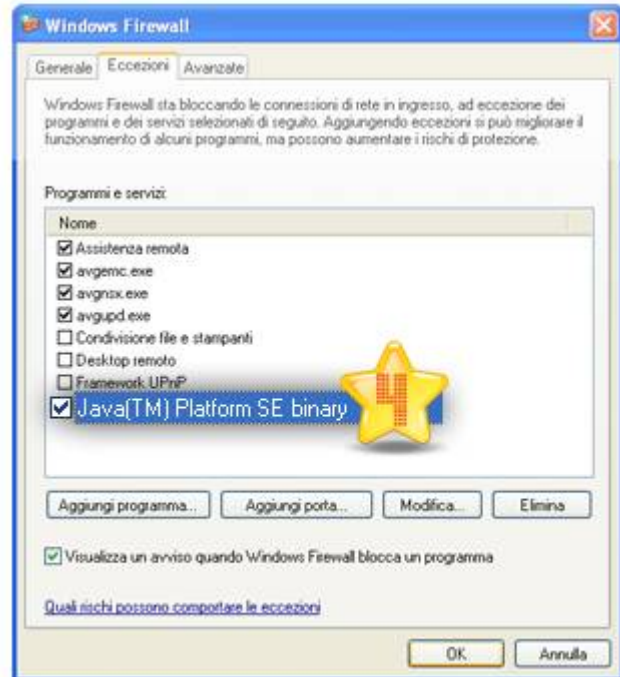 Windows Firewall
Generale
Eccezioni
Avanzate
Windows Firewall sta bloccando le connessioni di rete in ingresso, ad eccezione dei
programmi e dei servizi selezionati di seguito. Aggiungendo eccezioni si può migliorare il
funzionamento di alcuni programmi, ma possono aumentare i rischi di protezione.
Programmi e servizi:
Nome
Assistenza remota
avgemc.exe
avgnsx.exe
avgupd.exe
Condivisione file e stampanti
Desktop remoto
Framework UPnP
Java(TM) Platform SE binary
4
Aggiungi programma... Aggiungi porta... Modifica... Elimina
Visualizza un avviso quando Windows Firewall blocca un programma
Quali rischi possono comportare le eccezioni
OK Annulla